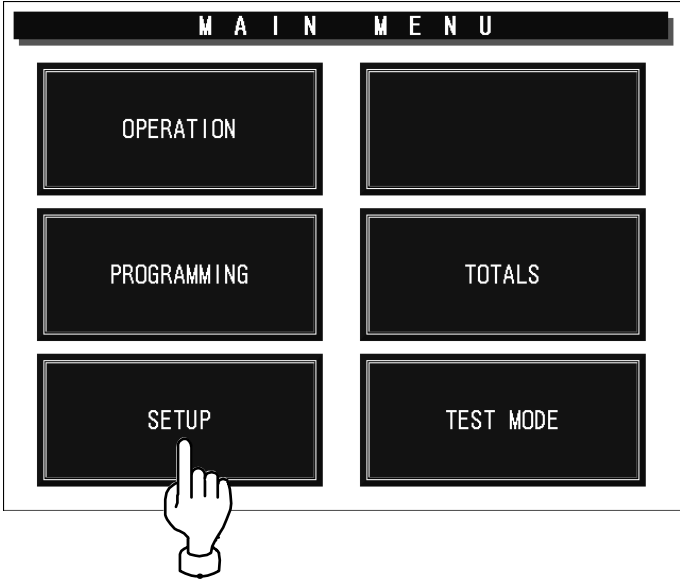 MAIN MENU
OPERATION
PROGRAMMING
TOTALS
SETUP
TEST MODE